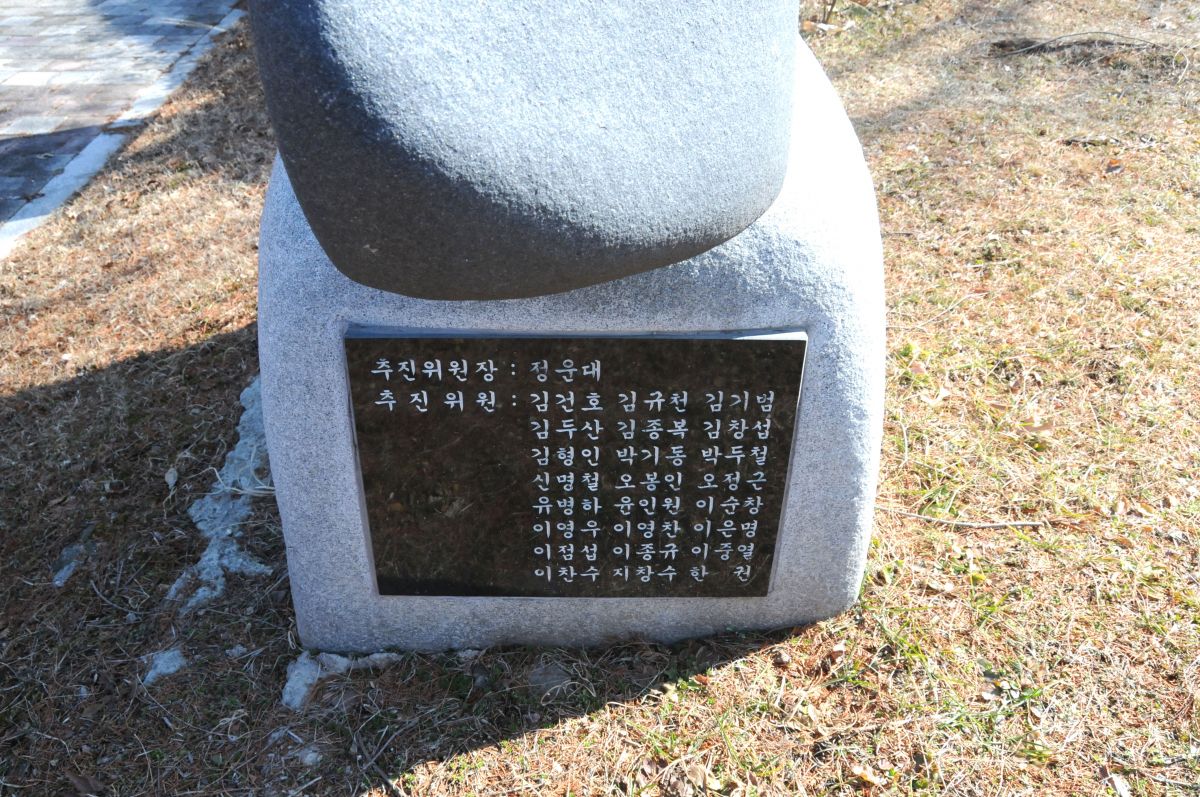 추진위원장 : 정운대
추 진 위 원 : 김건호 김규천 김기범
김두산 김종복 김창섭
김형인 박기동 박두철
신명철 오봉인 오정근
유병하 윤인원 이순창
이영우 이영찬 이은명
이점섭 이종규 이중열
이찬수 지창수 한 권